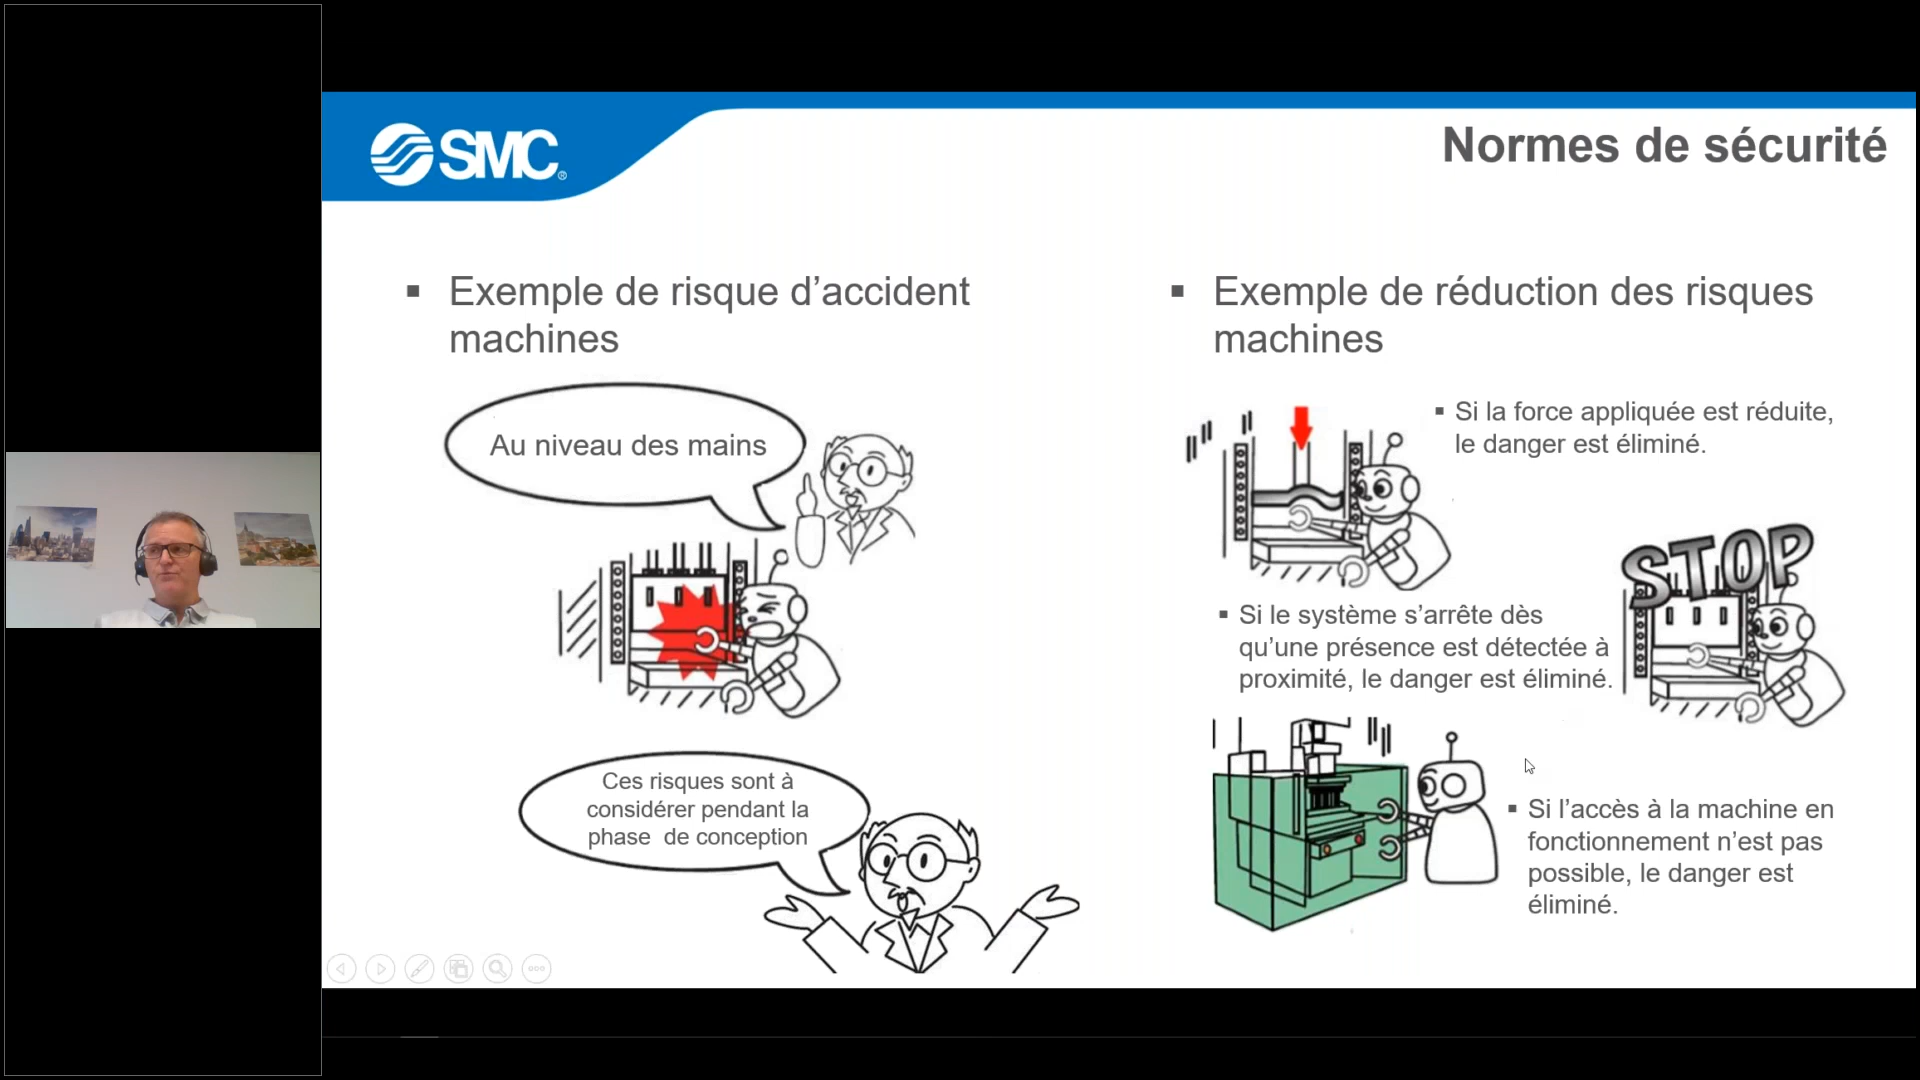 SMC®
Normes de sécurité
▪ Exemple de risque d’accident
machines
Au niveau des mains
Ces risques sont à
considérer pendant la
phase de conception
▪ Exemple de réduction des risques
machines
▪ Si la force appliquée est réduite,
le danger est éliminé.
STOP
▪ Si le système s’arrête dès
qu’une présence est détectée à
proximité, le danger est éliminé.
▪ Si l’accès à la machine en
fonctionnement n’est pas
possible, le danger est
éliminé.